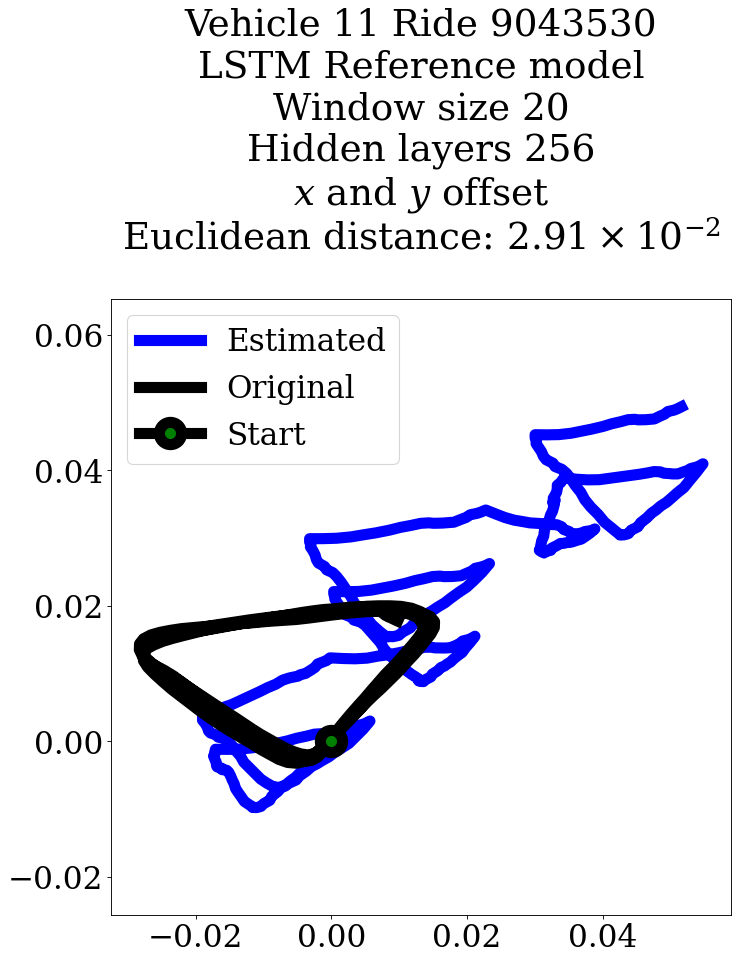 Vehicle 11 Ride 9043530
LSTM Reference model
Window size 20
Hidden layers 256
x and y offset
Euclidean distance: 2.91 × 10⁻²
Estimated
Original
Start
0.06
0.04
0.02
0.00
−0.02
−0.02 0.00 0.02 0.04